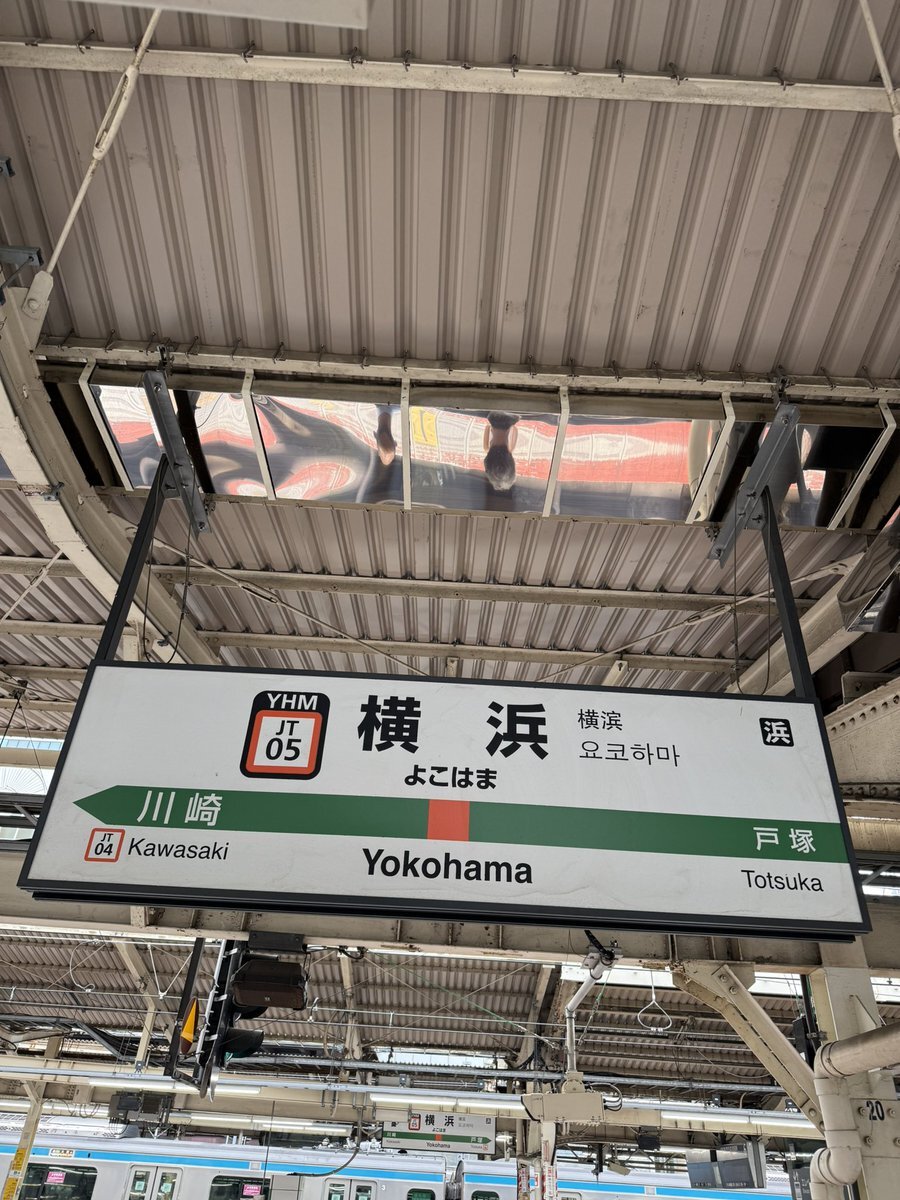 YHM
JT
05
横浜
横滨
요코하마
浜
よこはま
川崎
戸塚
JT
04
Kawasaki
Yokohama
Totsuka
20
横浜
Yokohama